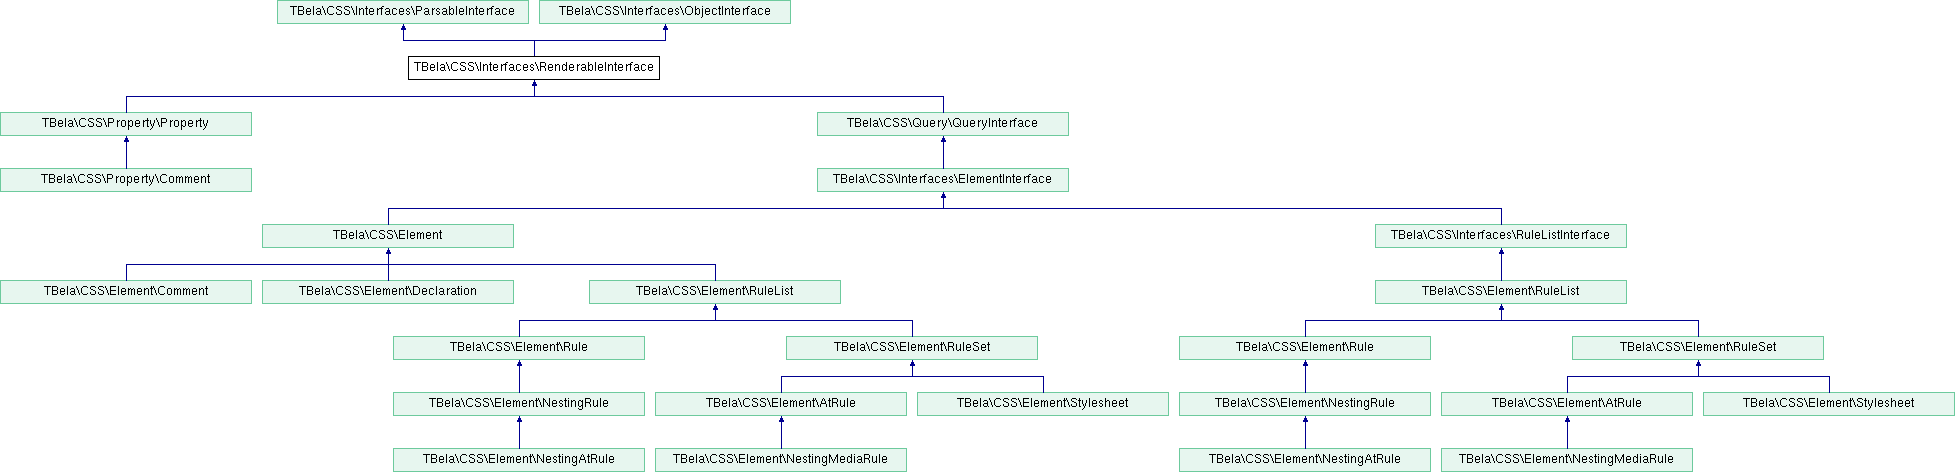 TBela\CSS\Interfaces\ParsableInterface
TBela\CSS\Interfaces\ObjectInterface
TBela\CSS\Interfaces\RenderableInterface
TBela\CSS\Property\Property
TBela\CSS\Query\QueryInterface
TBela\CSS\Property\Comment
TBela\CSS\Interfaces\ElementInterface
TBela\CSS\Element
TBela\CSS\Interfaces\RuleListInterface
TBela\CSS\Element\Comment
TBela\CSS\Element\Declaration
TBela\CSS\Element\RuleList
TBela\CSS\Element\RuleList
TBela\CSS\Element\Rule
TBela\CSS\Element\RuleSet
TBela\CSS\Element\Rule
TBela\CSS\Element\RuleSet
TBela\CSS\Element\NestingRule
TBela\CSS\Element\AtRule
TBela\CSS\Element\Stylesheet
TBela\CSS\Element\NestingRule
TBela\CSS\Element\AtRule
TBela\CSS\Element\Stylesheet
TBela\CSS\Element\NestingAtRule
TBela\CSS\Element\NestingMediaRule
TBela\CSS\Element\NestingAtRule
TBela\CSS\Element\NestingMediaRule